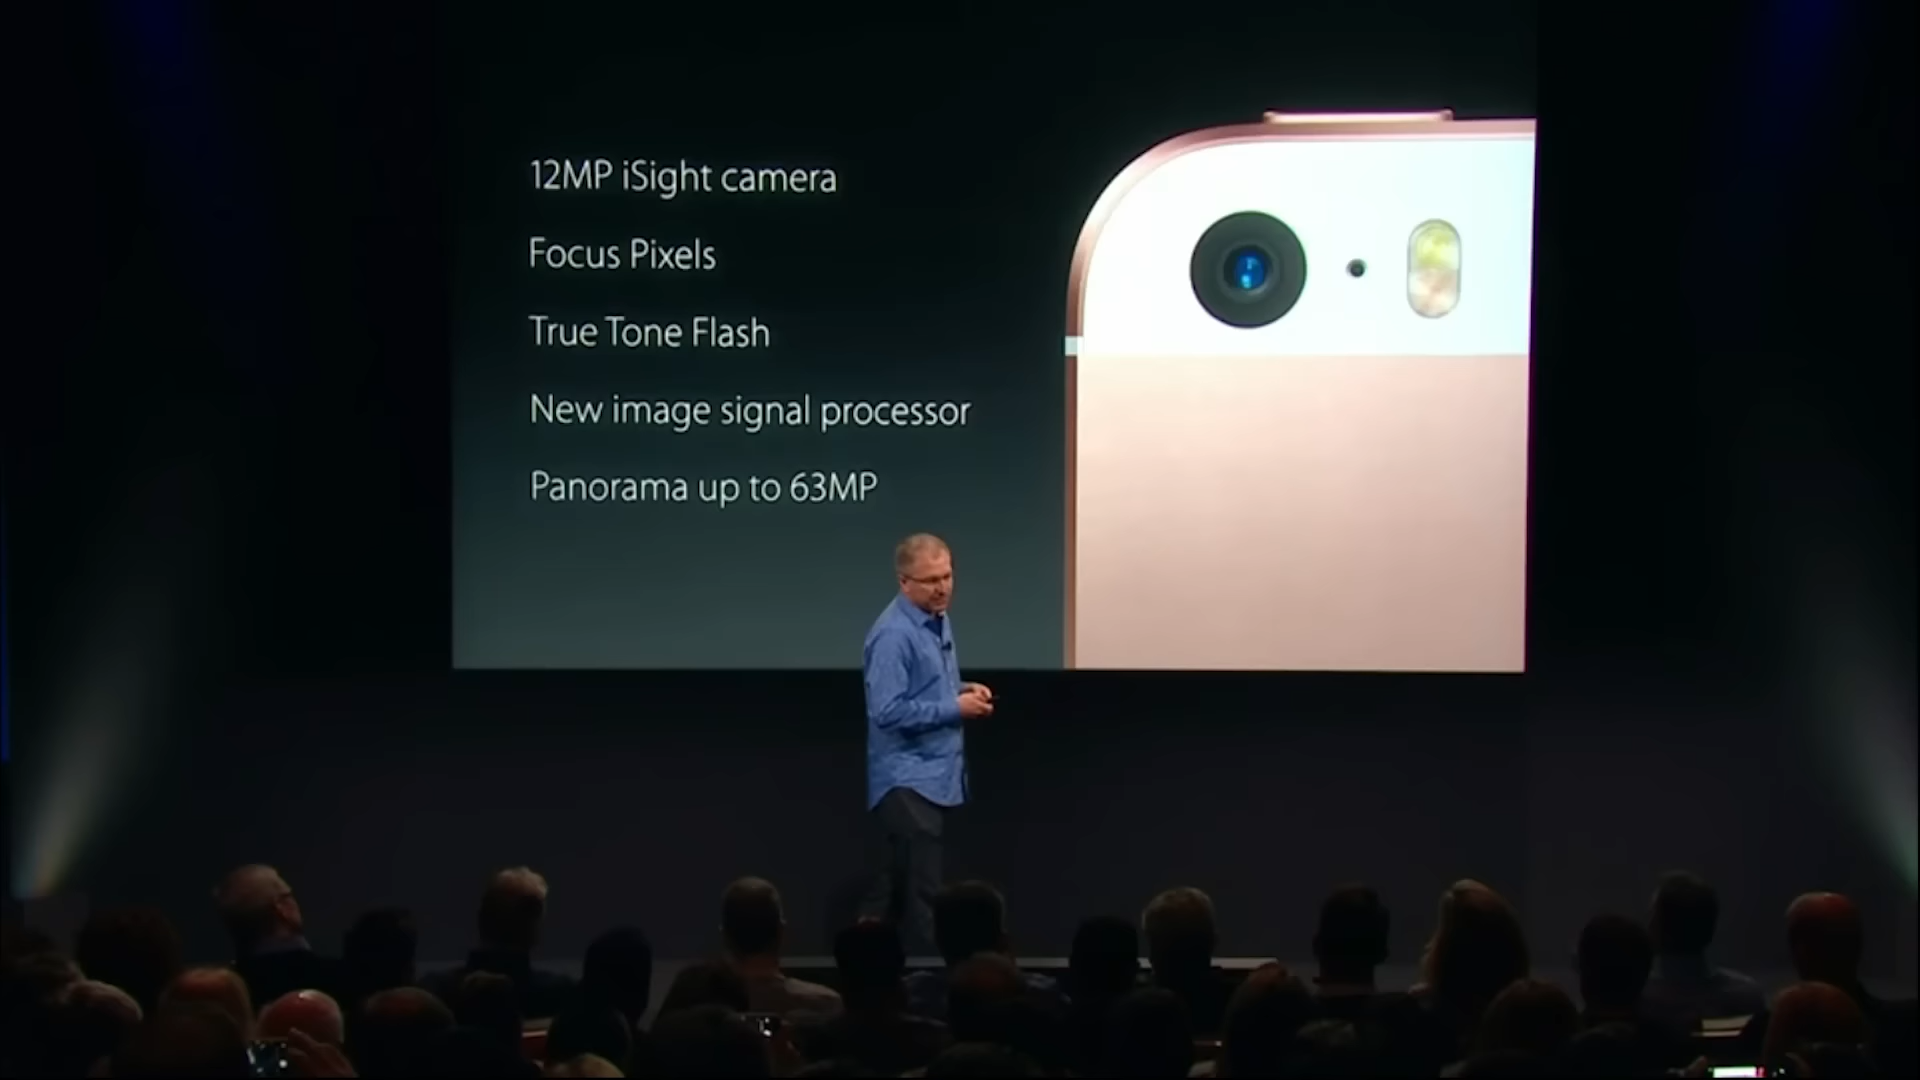 12MP iSight camera
Focus Pixels
True Tone Flash
New image signal processor
Panorama up to 63MP